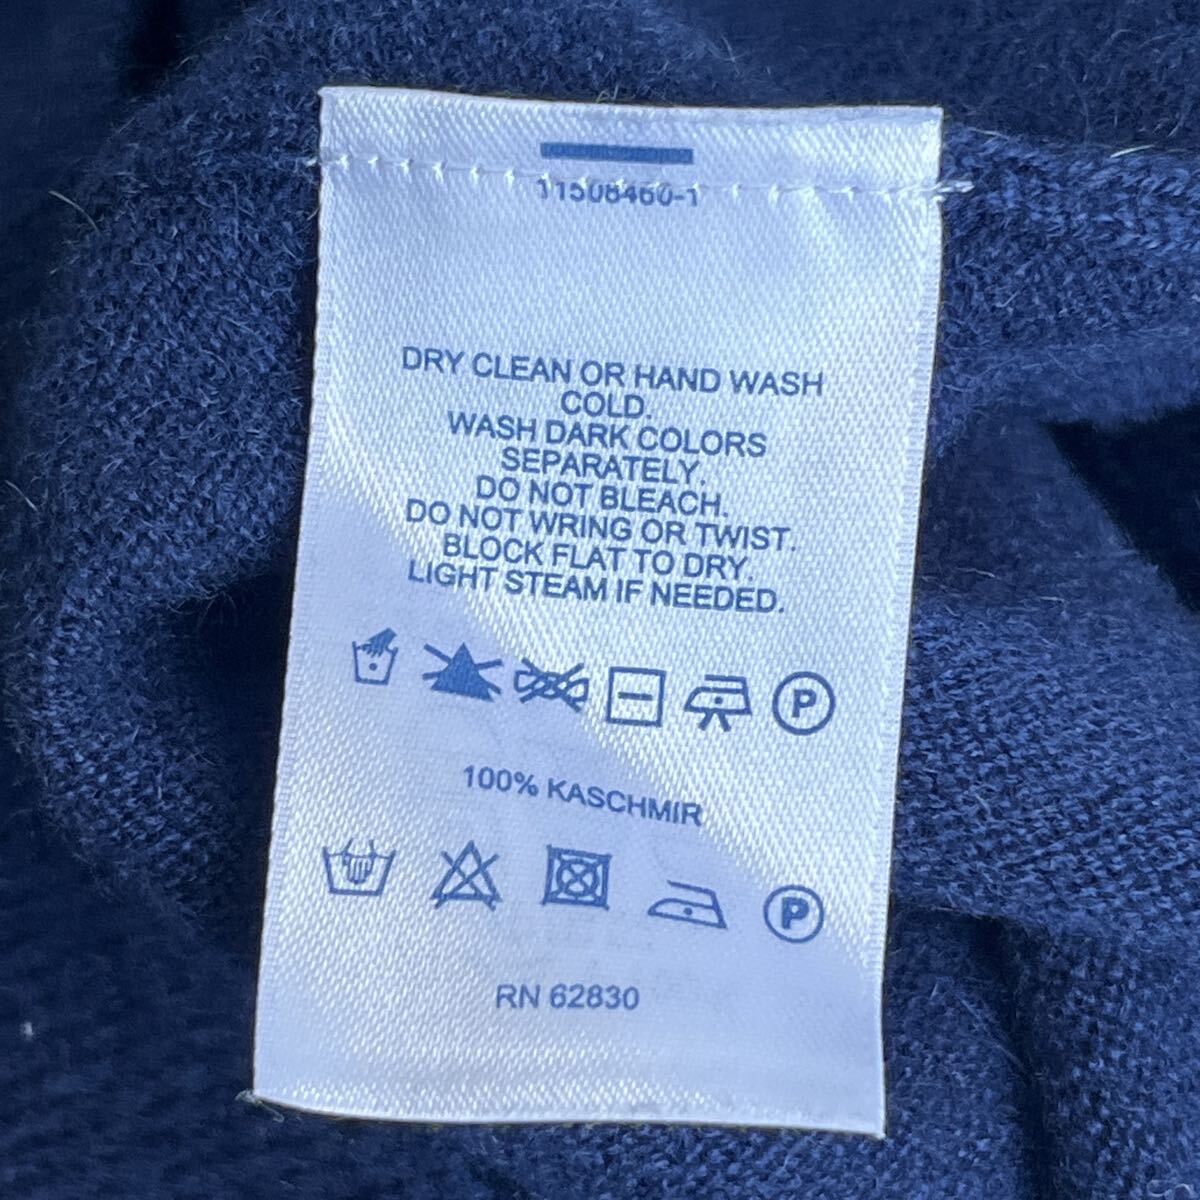 11508460-1
DRY CLEAN OR HAND WASH
COLD.
WASH DARK COLORS
SEPARATELY.
DO NOT BLEACH.
DO NOT WRING OR TWIST.
BLOCK FLAT TO DRY.
LIGHT STEAM IF NEEDED.
P
100% KASCHMIR
P
RN 62830